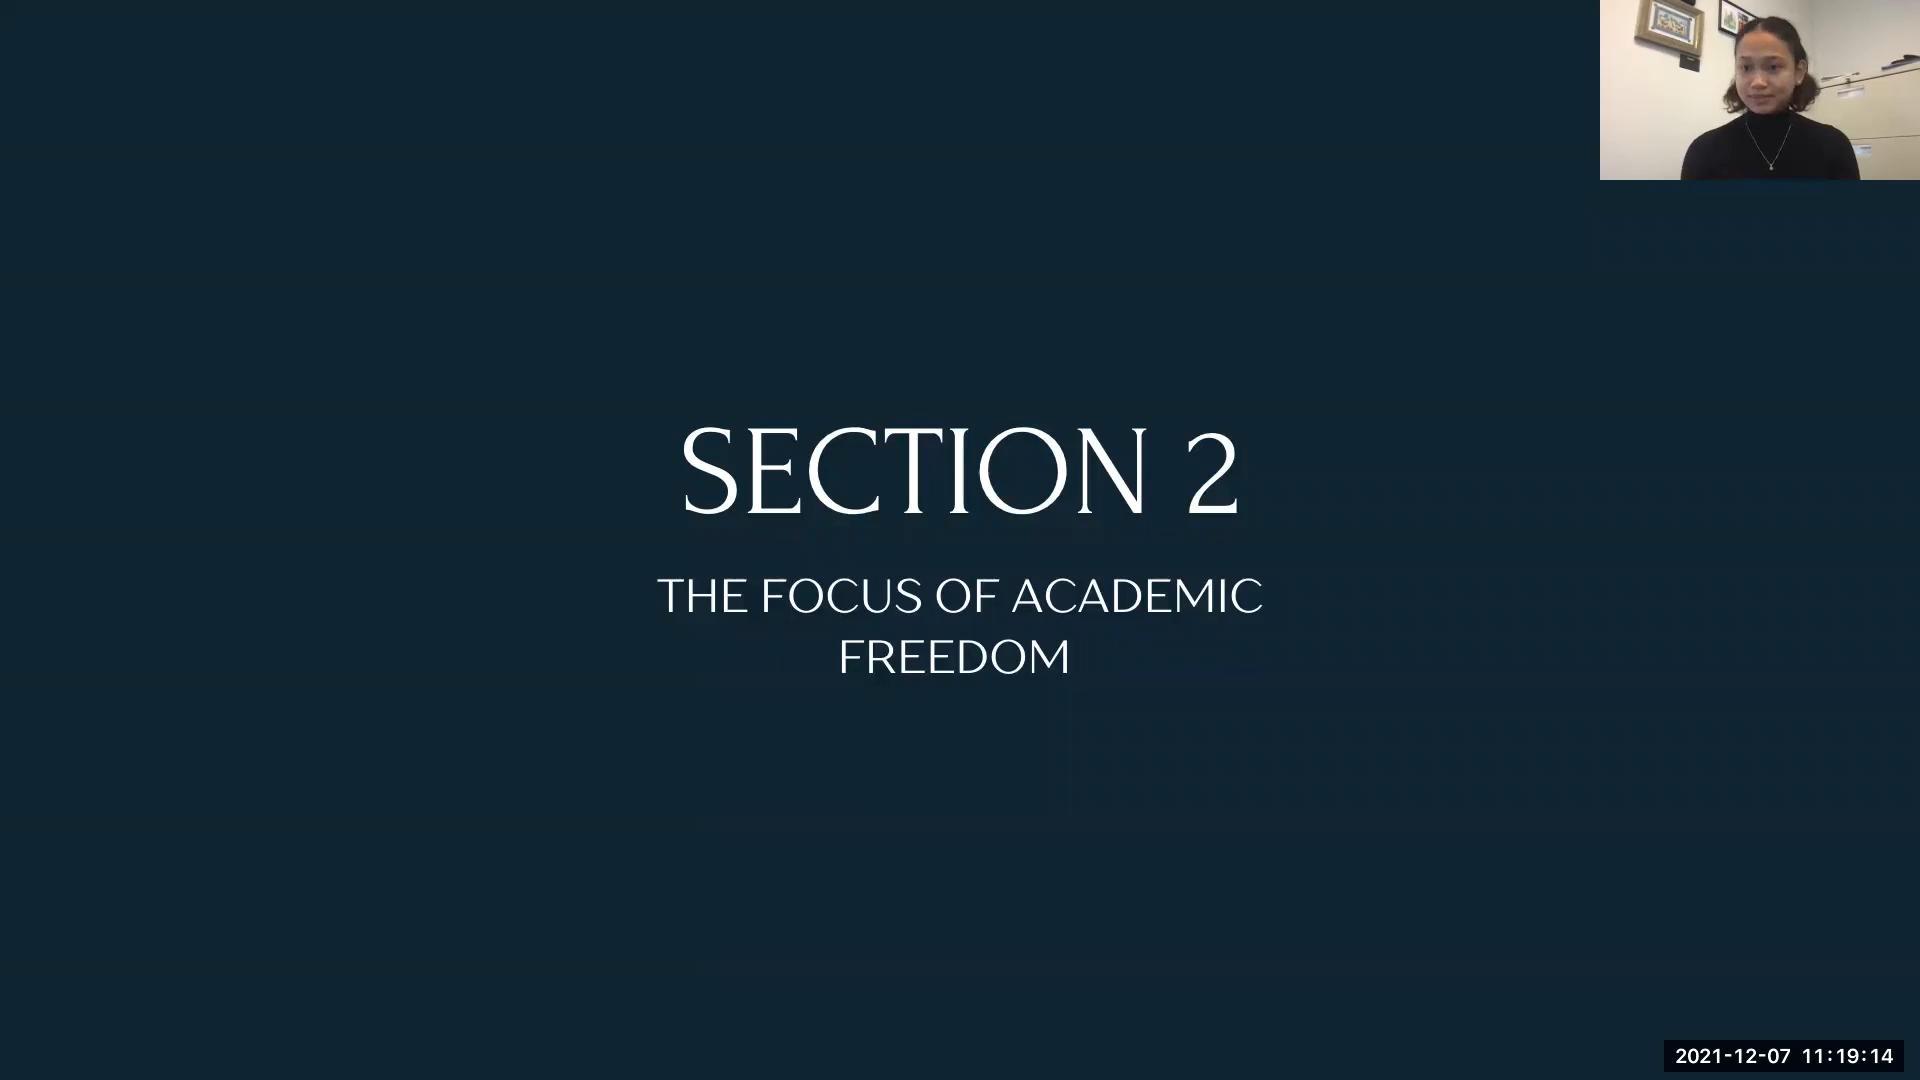 SECTION 2
THE FOCUS OF ACADEMIC
FREEDOM
2021-12-07 11:19:14